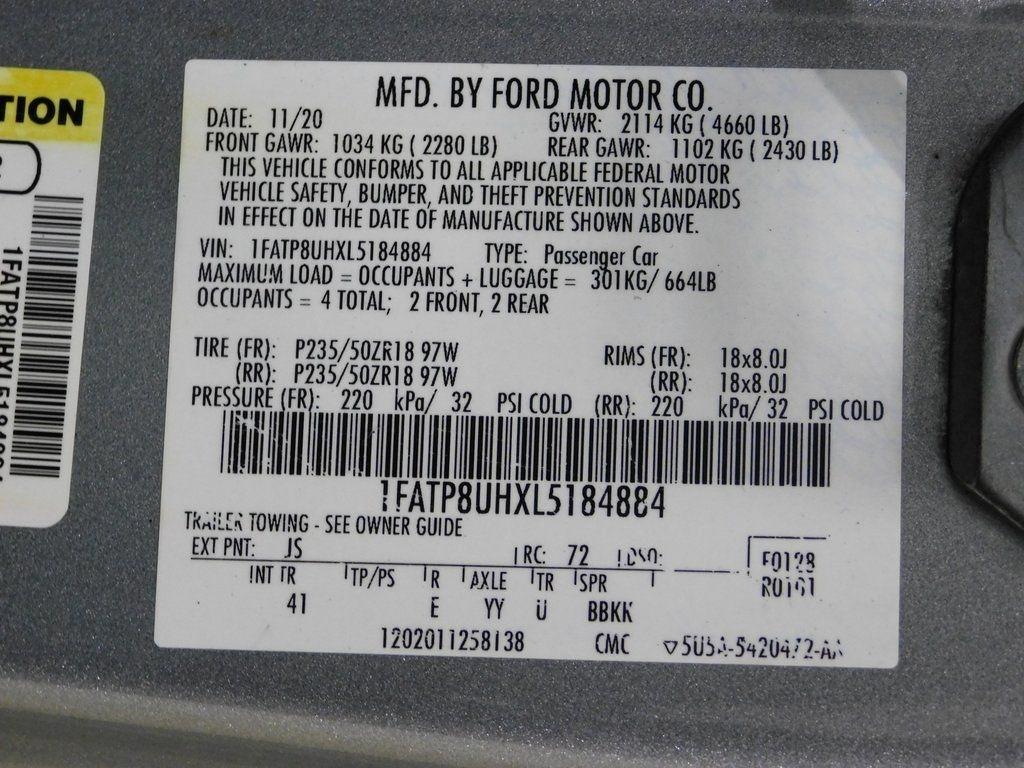 TION
1FATP8UHXL5184884
MFD. BY FORD MOTOR CO.
DATE: 11/20 GVWR: 2114 KG ( 4660 LB)
FRONT GAWR: 1034 KG ( 2280 LB) REAR GAWR: 1102 KG ( 2430 LB)
THIS VEHICLE CONFORMS TO ALL APPLICABLE FEDERAL MOTOR
VEHICLE SAFETY, BUMPER, AND THEFT PREVENTION STANDARDS
IN EFFECT ON THE DATE OF MANUFACTURE SHOWN ABOVE.
VIN: 1FATP8UHXL5184884 TYPE: Passenger Car
MAXIMUM LOAD = OCCUPANTS + LUGGAGE = 301KG/ 664LB
OCCUPANTS = 4 TOTAL; 2 FRONT, 2 REAR
TIRE (FR): P235/50ZR18 97W RIMS (FR): 18x8.0J
(RR): P235/50ZR18 97W (RR): 18x8.0J
PRESSURE (FR): 220 kPa/ 32 PSI COLD (RR): 220 kPa/ 32 PSI COLD
1FATP8UHXL5184884
TRAILER TOWING - SEE OWNER GUIDE
EXT PNT: JS RC: 72 DSO: F0128
R0161
INT TR TP/PS R AXLE TR SPR
41 E YY U BBKK
1202011258138 CMC ▽5U5A-5420472-AA